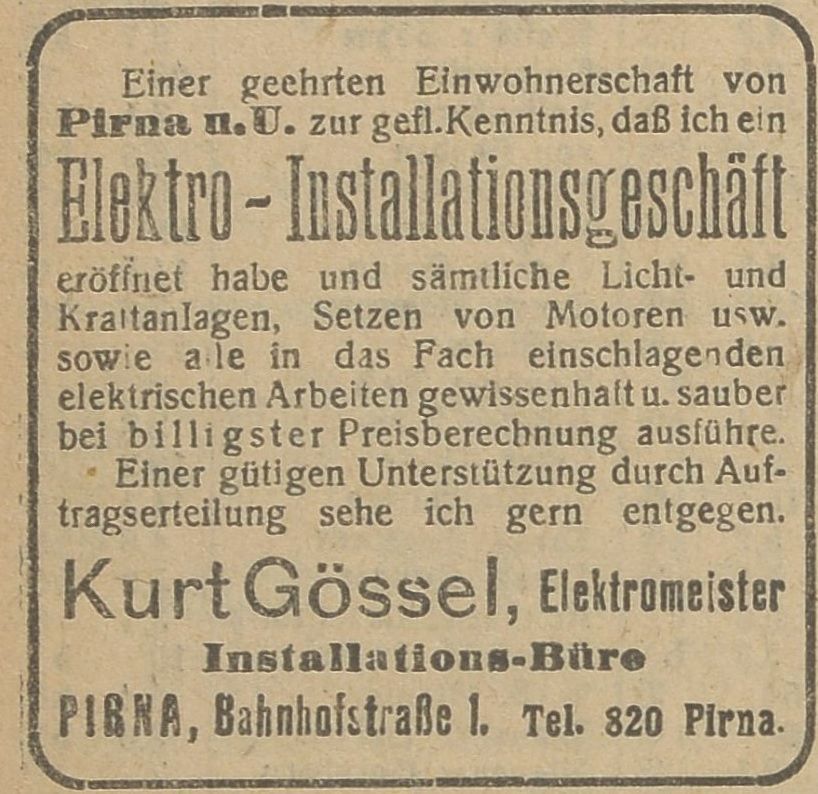 Einer geehrten Einwohnerschaft von
Pirna u. U. zur gefl. Kenntnis, daß ich ein
Elektro-Installationsgeschäft
eröffnet habe und sämtliche Licht- und
Kraftanlagen, Setzen von Motoren usw.
sowie alle in das Fach einschlagenden
elektrischen Arbeiten gewissenhaft u. sauber
bei billigster Preisberechnung ausführe.
Einer gütigen Unterstützung durch Auf-
tragserteilung sehe ich gern entgegen.
Kurt Gössel, Elektromeister
Installations-Büro
PIRNA, Bahnhofstraße 1. Tel. 820 Pirna.